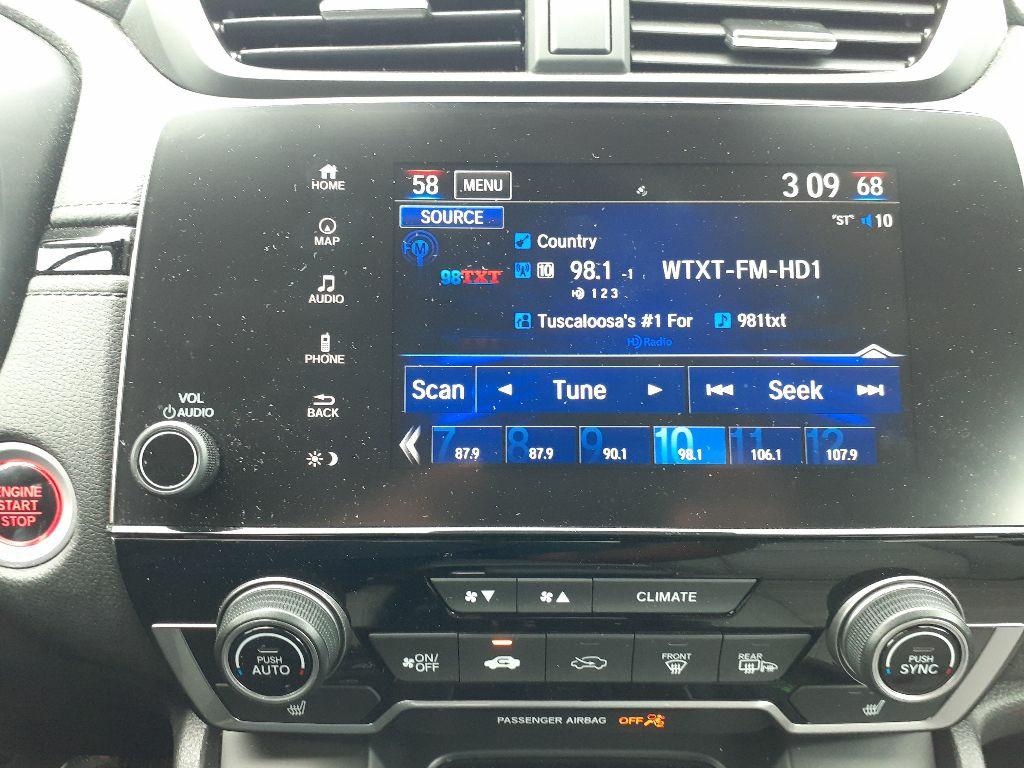 HOME
MAP
AUDIO
PHONE
BACK
VOL
AUDIO
ENGINE
START
STOP
58 MENU 3 09 68
SOURCE "ST" 10
FM Country
98TXT 10 98.1 -1 WTXT-FM-HD1
HD 1 2 3
Tuscaloosa's #1 For 981txt
HD Radio
Scan Tune Seek
7 87.9 8 87.9 9 90.1 10 98.1 11 106.1 12 107.9
CLIMATE
PUSH
AUTO
ON/
OFF
FRONT
REAR
PUSH
SYNC
PASSENGER AIRBAG OFF